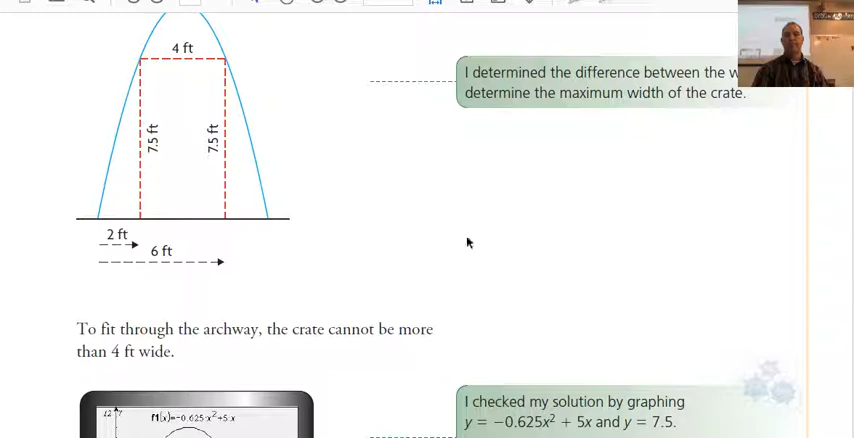 4 ft
7.5 ft
7.5 ft
2 ft
6 ft
I determined the difference between the
determine the maximum width of the crate.
To fit through the archway, the crate cannot be more
than 4 ft wide.
12 y
f1(x)=-0.625·x²+5·x
I checked my solution by graphing
y = −0.625x² + 5x and y = 7.5.